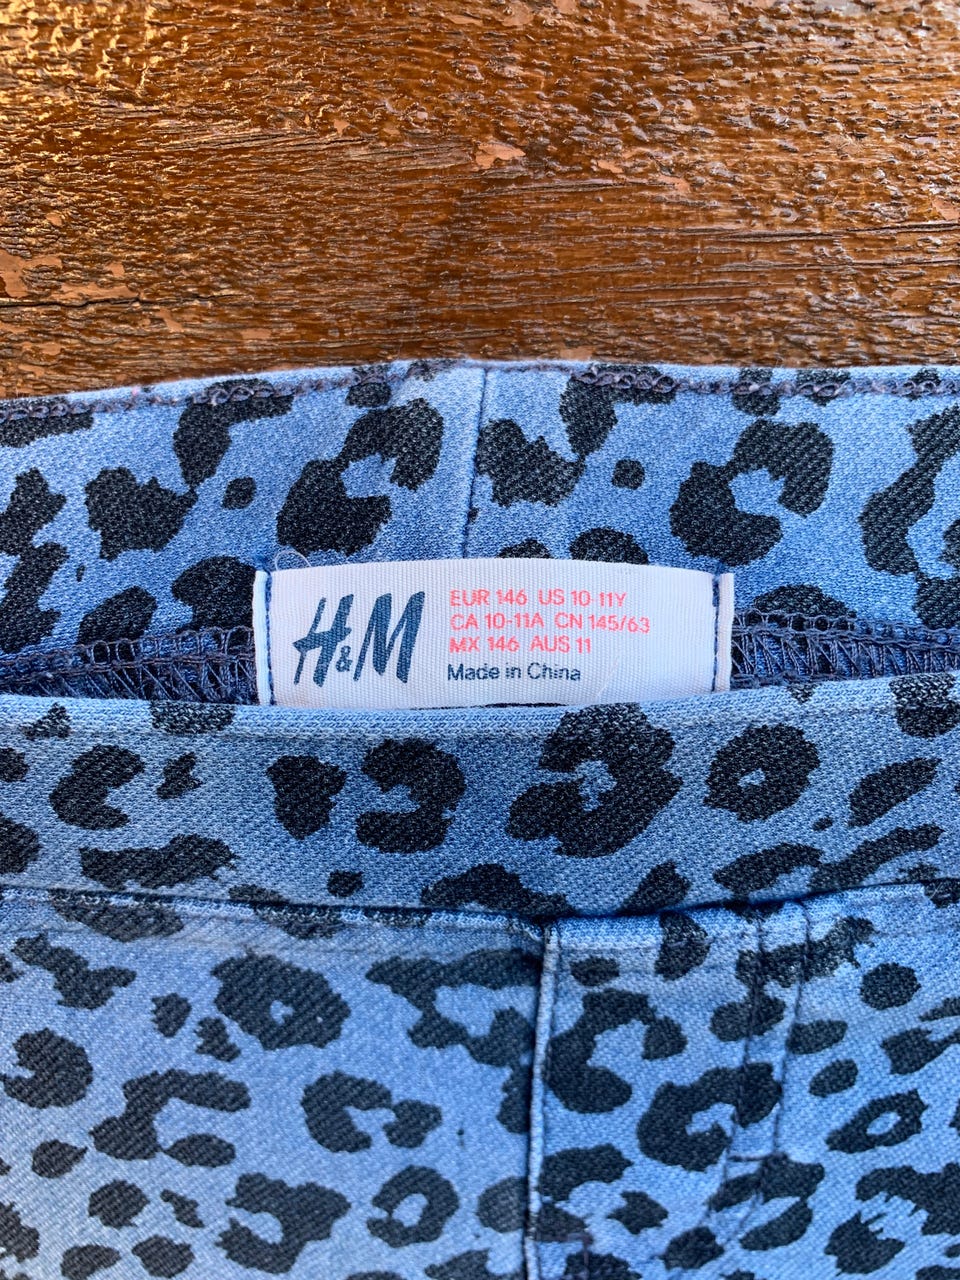 H&M
EUR 146 US 10-11Y
CA 10-11A CN 145/63
MX 146 AUS 11
Made in China